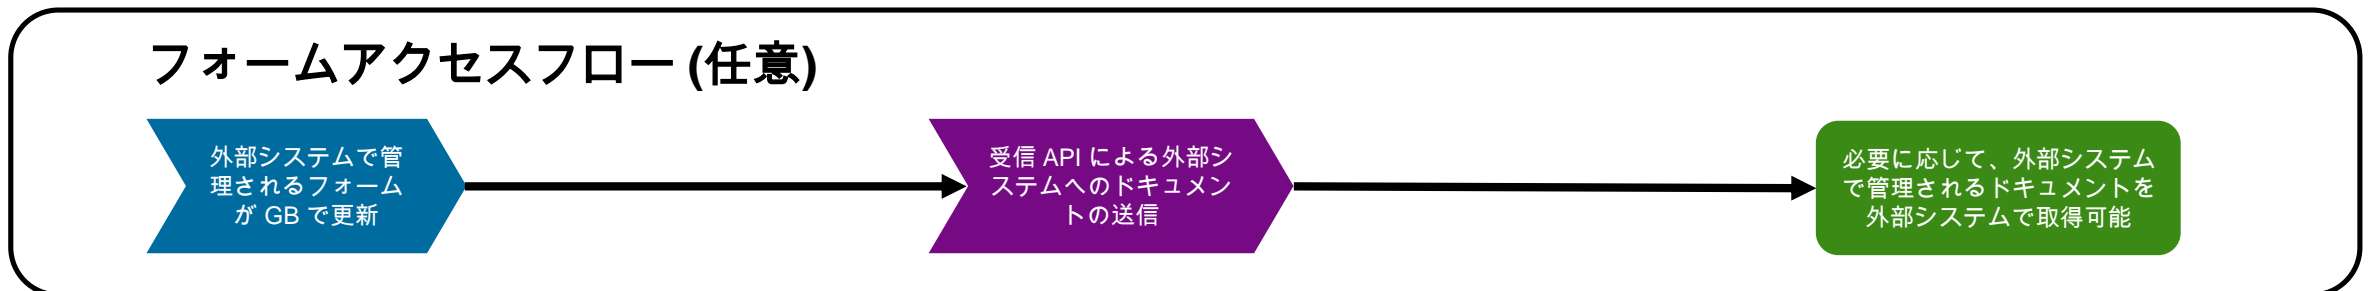 フォームアクセスフロー (任意)
外部システムで管
理されるフォーム
が GB で更新
受信 API による外部シ
ステムへのドキュメン
トの送信
必要に応じて、外部システム
で管理されるドキュメントを
外部システムで取得可能